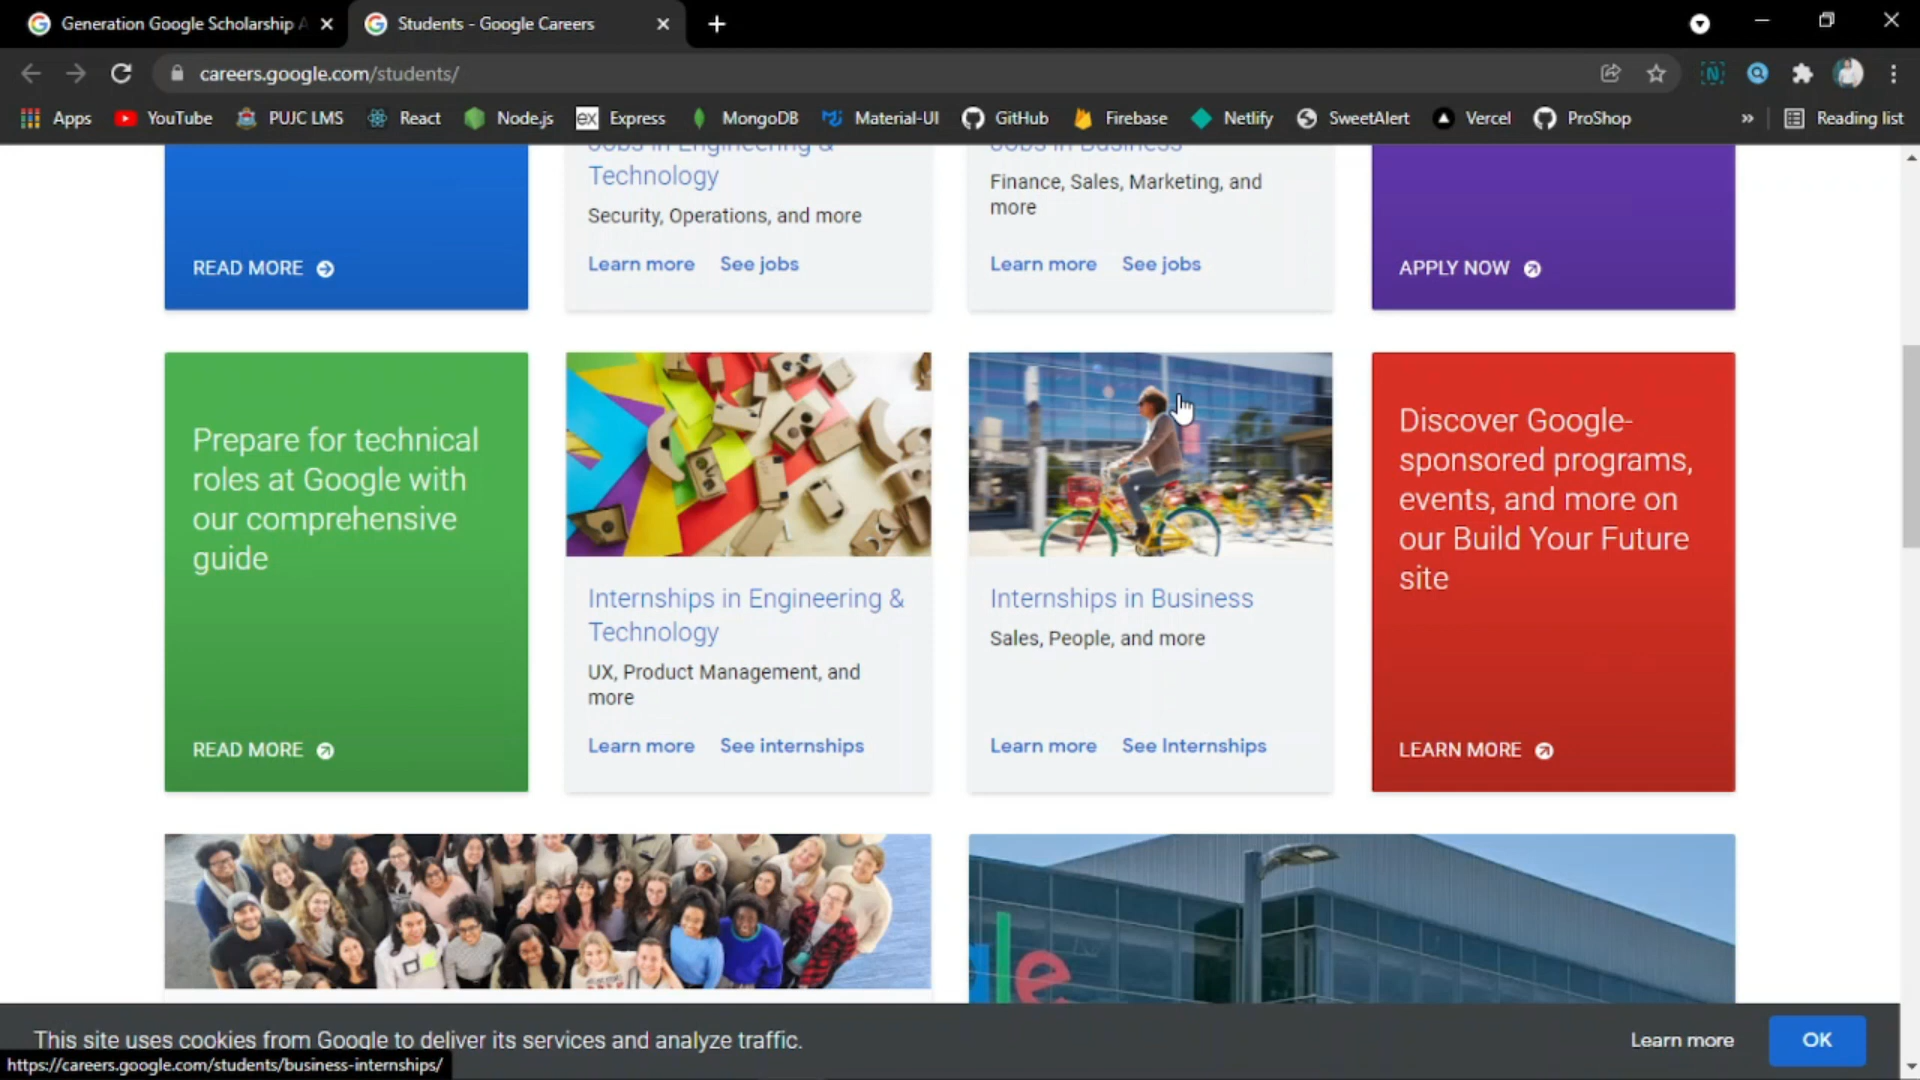 Generation Google Scholarship
Students - Google Careers
careers.google.com/students/
Apps
YouTube
PUJC LMS
React
Node.js
ex Express
MongoDB
Material-UI
GitHub
Firebase
Netlify
SweetAlert
Vercel
ProShop
»
Reading list
Jobs in Engineering &
Technology
Security, Operations, and more
Learn more See jobs
Jobs in Business
Finance, Sales, Marketing, and
more
Learn more See jobs
READ MORE
APPLY NOW
Prepare for technical
roles at Google with
our comprehensive
guide
READ MORE
Internships in Engineering &
Technology
UX, Product Management, and
more
Learn more See internships
Internships in Business
Sales, People, and more
Learn more See Internships
Discover Google-
sponsored programs,
events, and more on
our Build Your Future
site
LEARN MORE
le
This site uses cookies from Google to deliver its services and analyze traffic.
Learn more
OK
https://careers.google.com/students/business-internships/